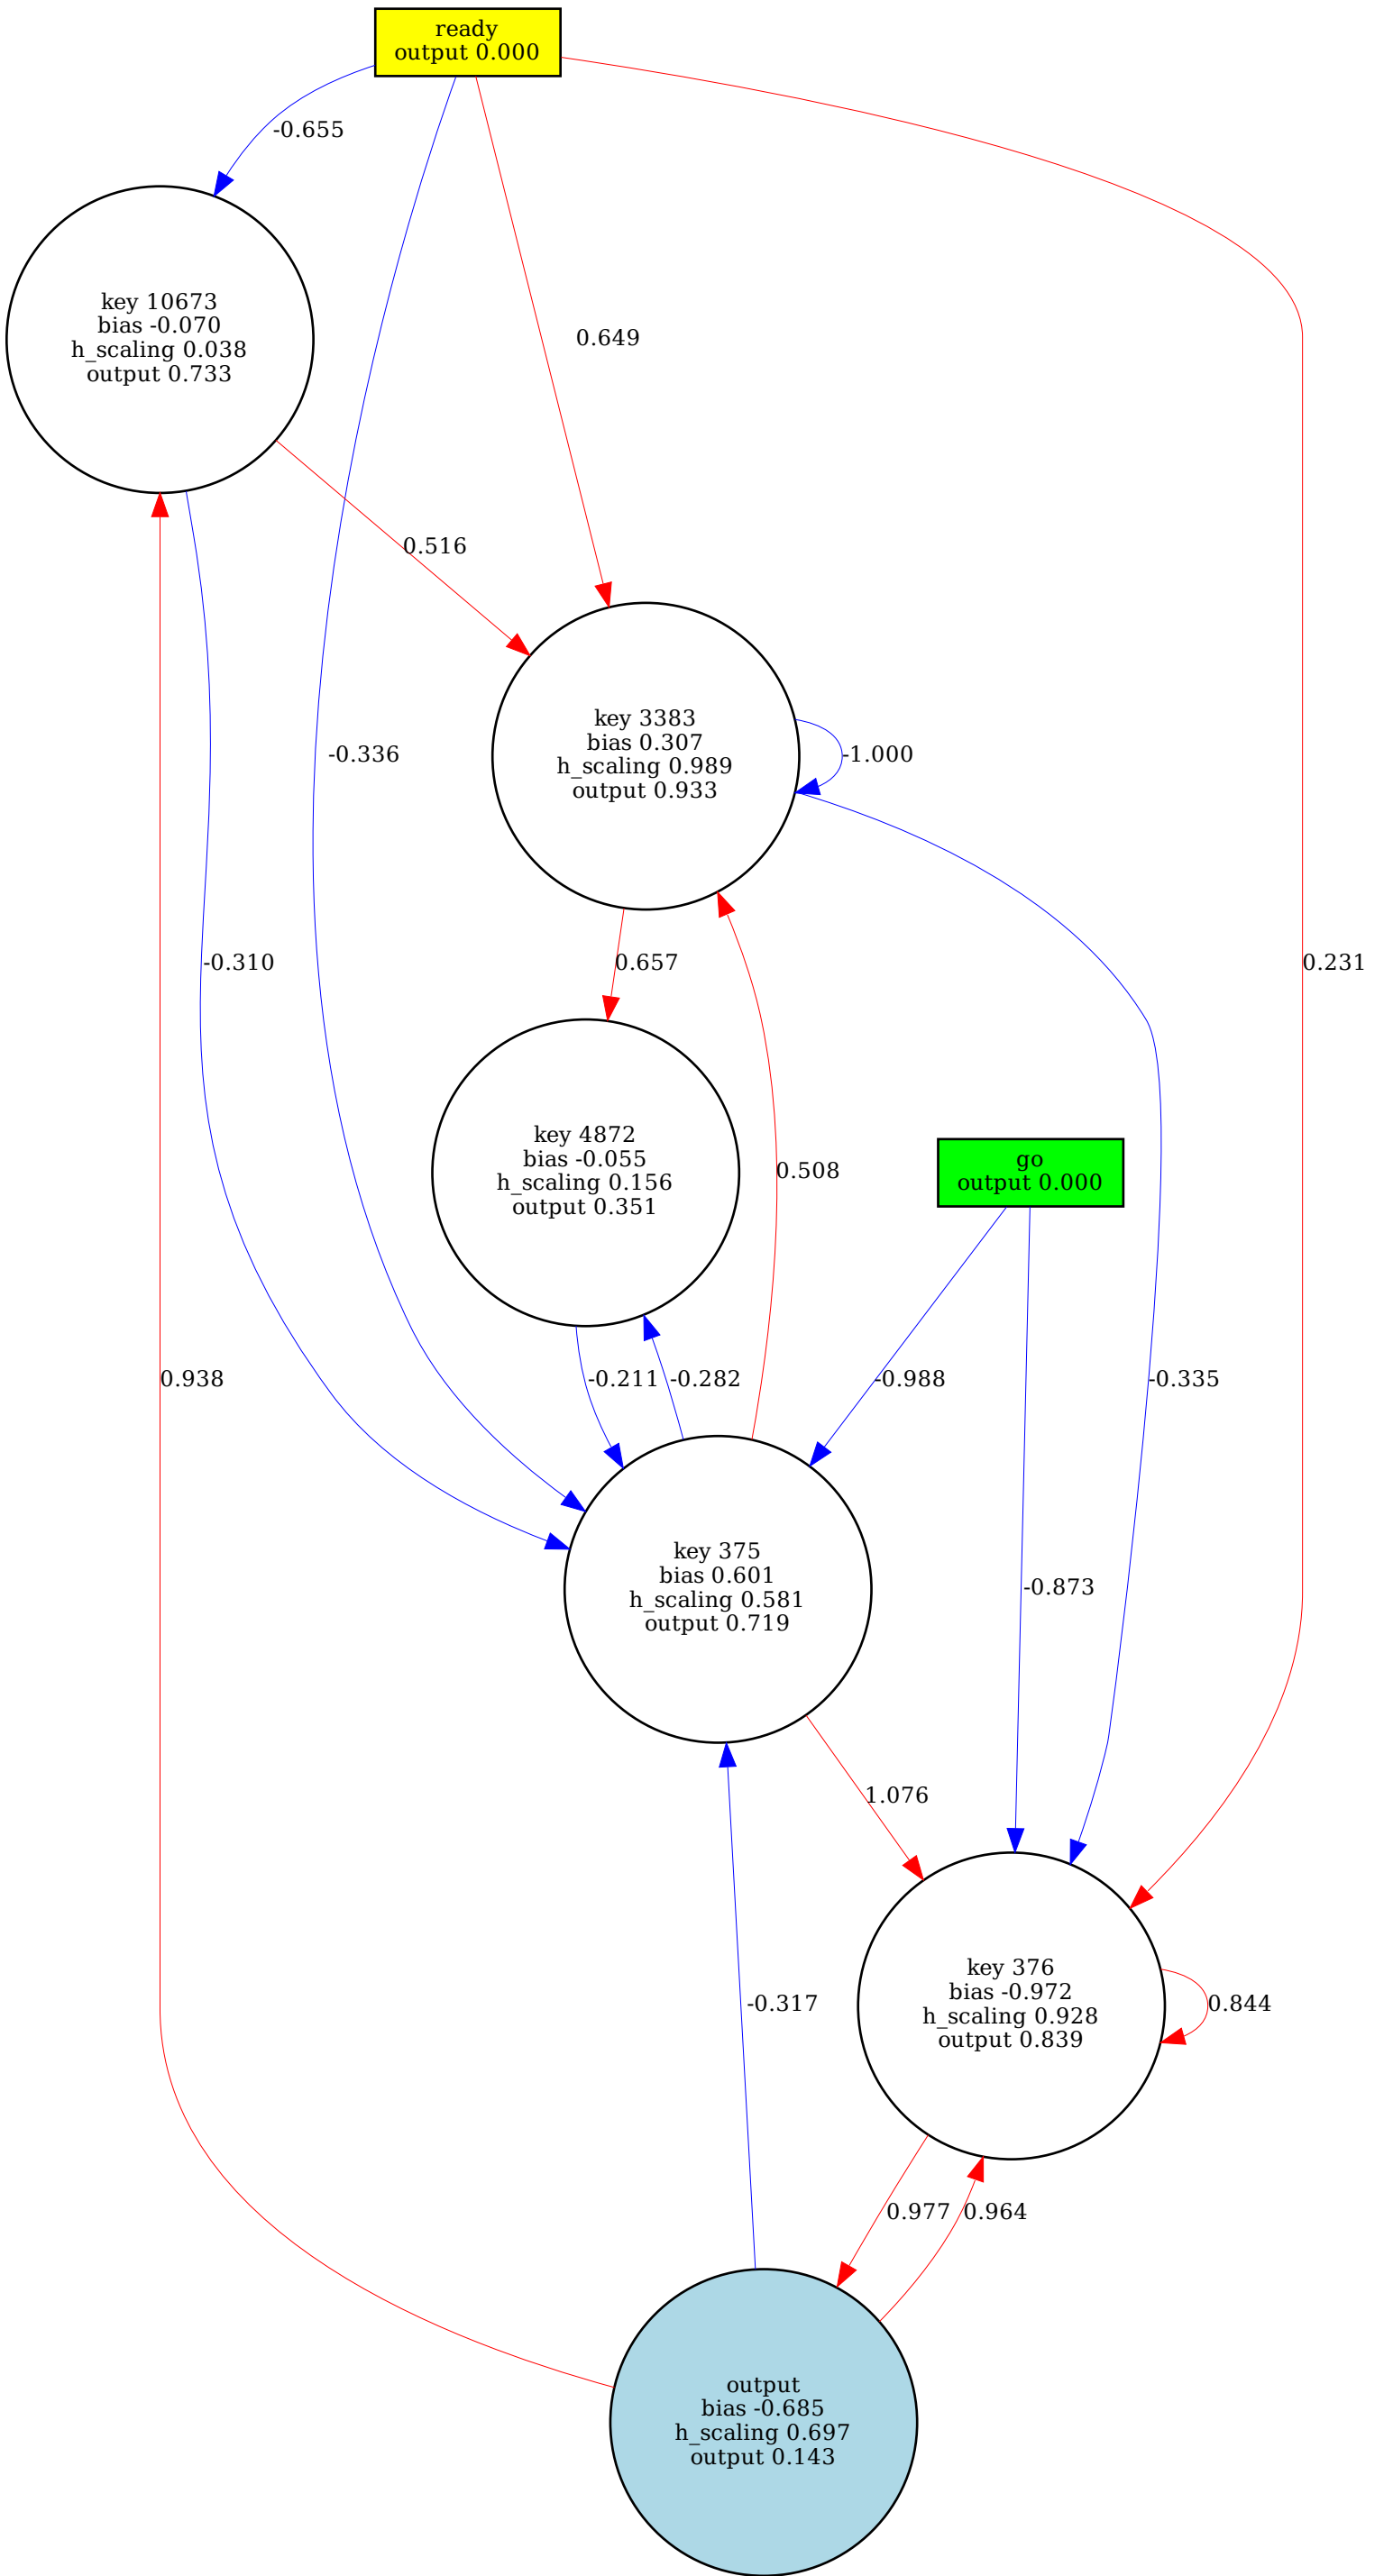 ready
output 0.000
-0.655
key 10673
bias -0.070
h_scaling 0.038
output 0.733
0.649
0.516
key 3383
bias 0.307
h_scaling 0.989
output 0.933
-1.000
-0.336
-0.310
0.657
0.231
key 4872
bias -0.055
h_scaling 0.156
output 0.351
0.508
go
output 0.000
0.938
-0.211
-0.282
-0.988
-0.335
key 375
bias 0.601
h_scaling 0.581
output 0.719
-0.873
1.076
key 376
bias -0.972
h_scaling 0.928
output 0.839
0.844
-0.317
0.977
0.964
output
bias -0.685
h_scaling 0.697
output 0.143